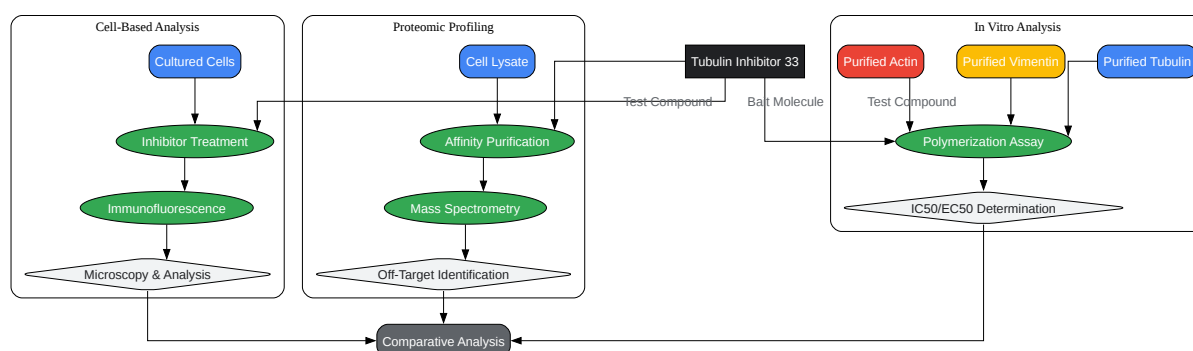 Cell-Based Analysis
Proteomic Profiling
In Vitro Analysis
Cultured Cells
Cell Lysate
Tubulin Inhibitor 33
Purified Actin
Purified Vimentin
Purified Tubulin
Test Compound
Bait Molecule
Test Compound
Inhibitor Treatment
Affinity Purification
Polymerization Assay
Immunofluorescence
Mass Spectrometry
IC50/EC50 Determination
Microscopy & Analysis
Off-Target Identification
Comparative Analysis